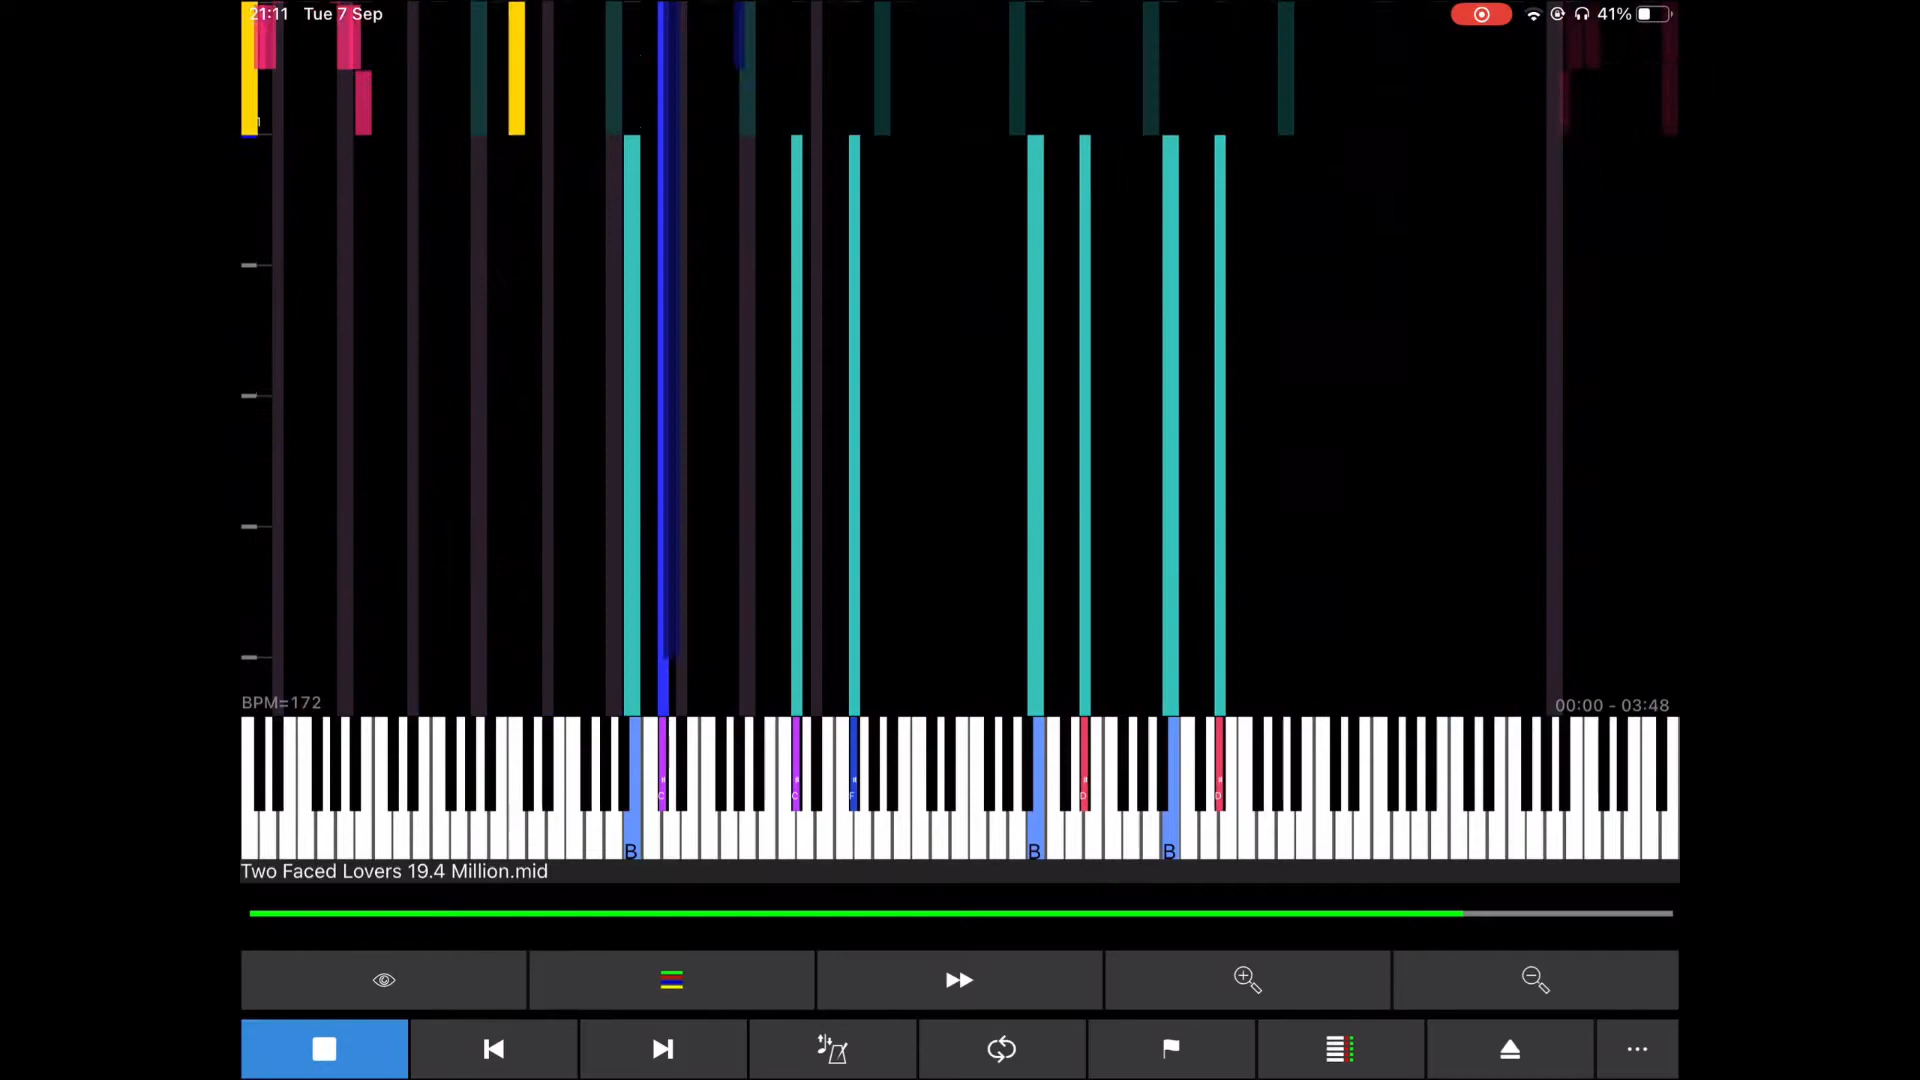 21:11 Tue 7 Sep
41%
BPM=172
00:00 - 03:48
C C F D D
B B B
Two Faced Lovers 19.4 Million.mid